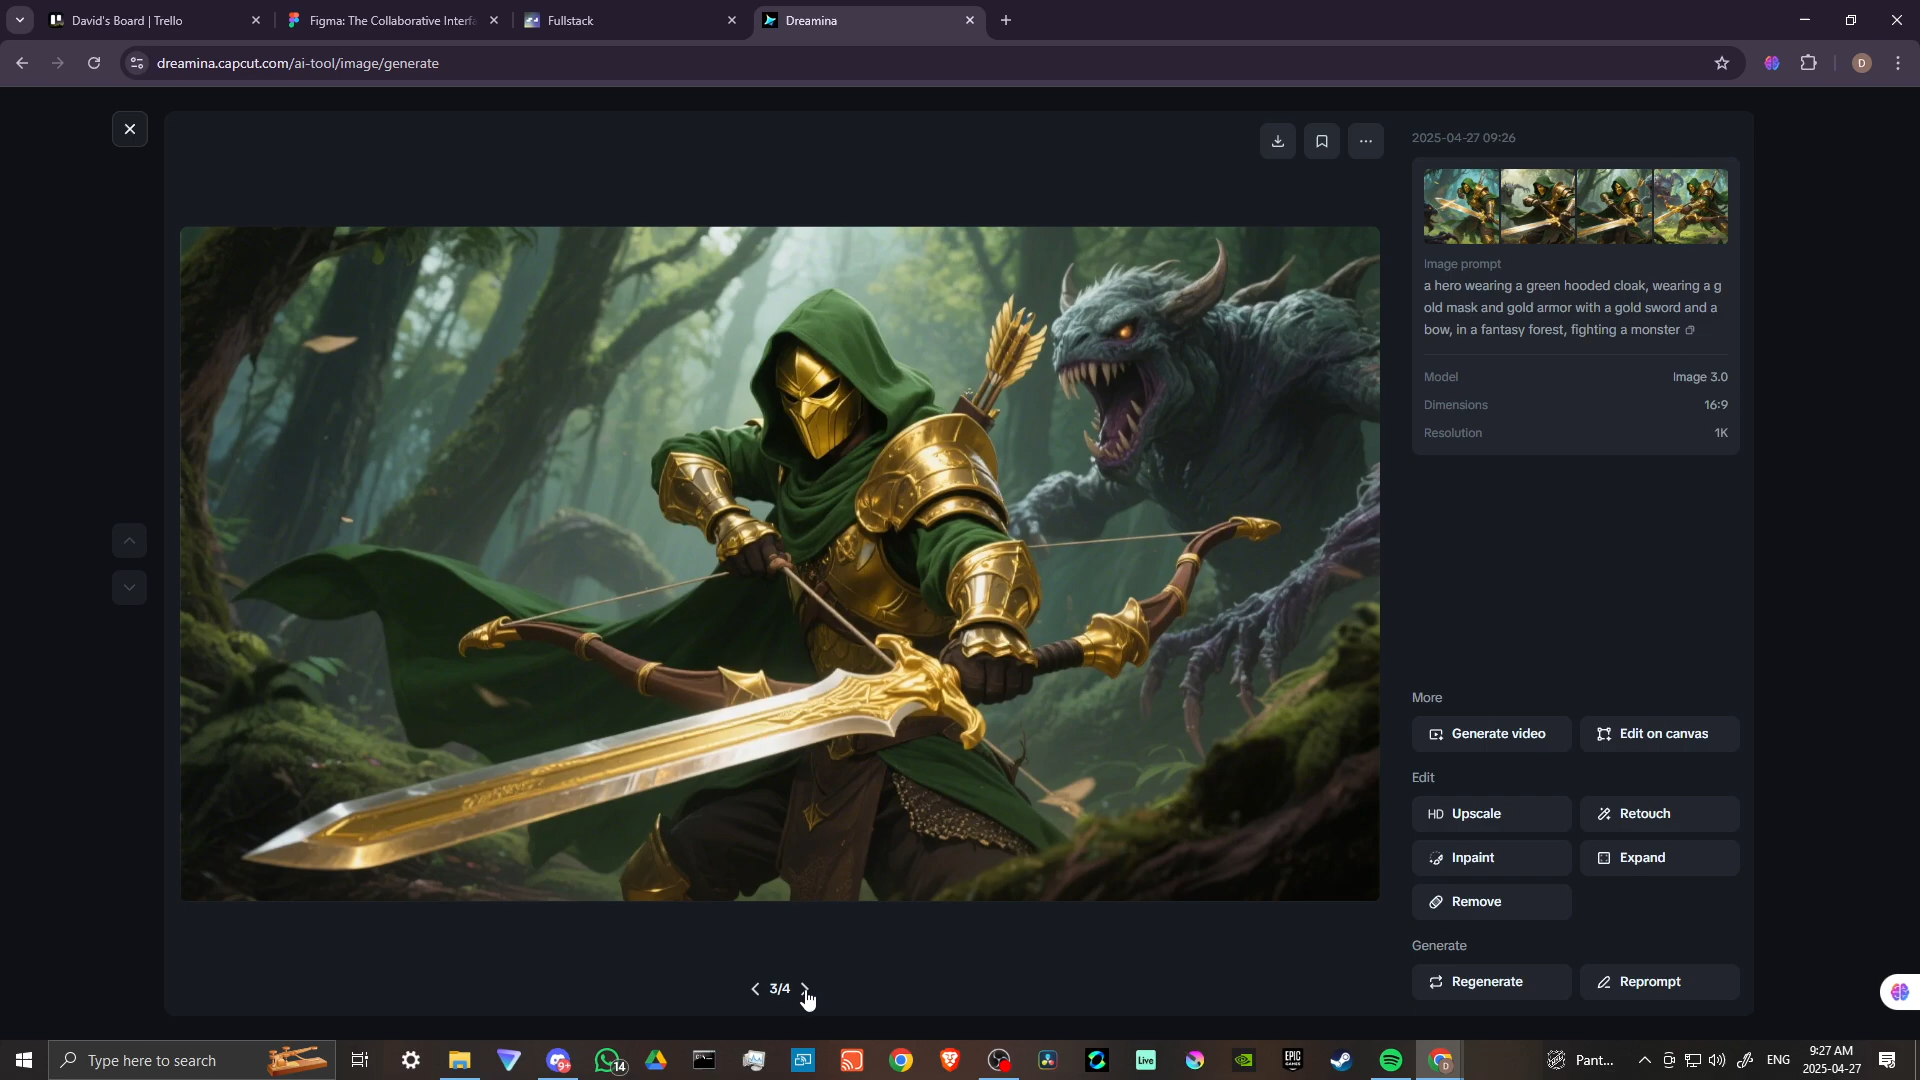 David's Board | Trello
Figma: The Collaborative Interfa
Fullstack
Dreamina
dreamina.capcut.com/ai-tool/image/generate
D
2025-04-27 09:26
Image prompt
a hero wearing a green hooded cloak, wearing a g
old mask and gold armor with a gold sword and a
bow, in a fantasy forest, fighting a monster
Model Image 3.0
Dimensions 16:9
Resolution 1K
More
Generate video Edit on canvas
Edit
HD Upscale Retouch
Inpaint Expand
Remove
Generate
Regenerate Reprompt
3/4
Type here to search
9+
14
Live
EPIC GAMES
D
Pant...
ENG
9:27 AM
2025-04-27